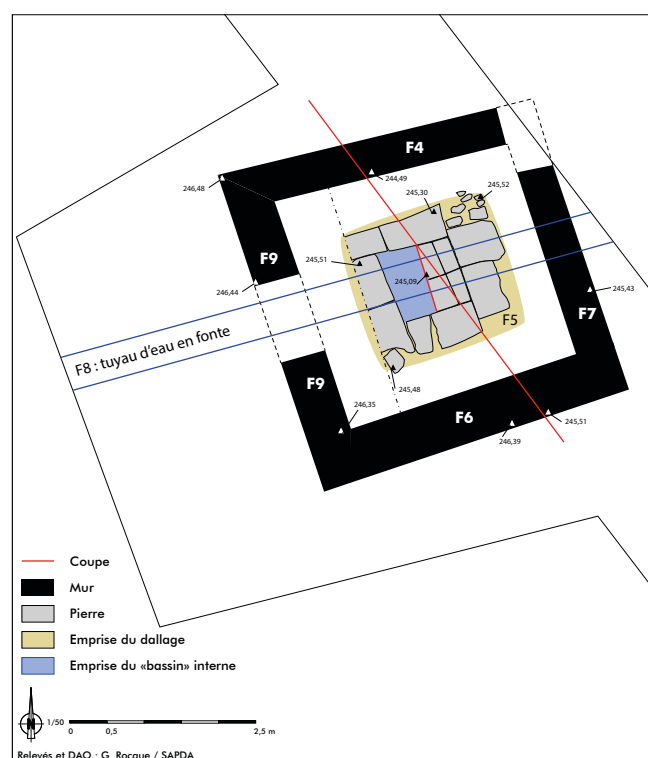 F4
246,48
244,49
245,30
245,52
F9
245,51
246,44
245,09
245,43
F5
F7
F8 : tuyau d'eau en fonte
F9
245,48
246,35
F6
245,51
246,39
Coupe
Mur
Pierre
Emprise du dallage
Emprise du «bassin» interne
N
1/50
0 0,5 2,5 m
Relevés et DAO : G. Rocque / SAPDA